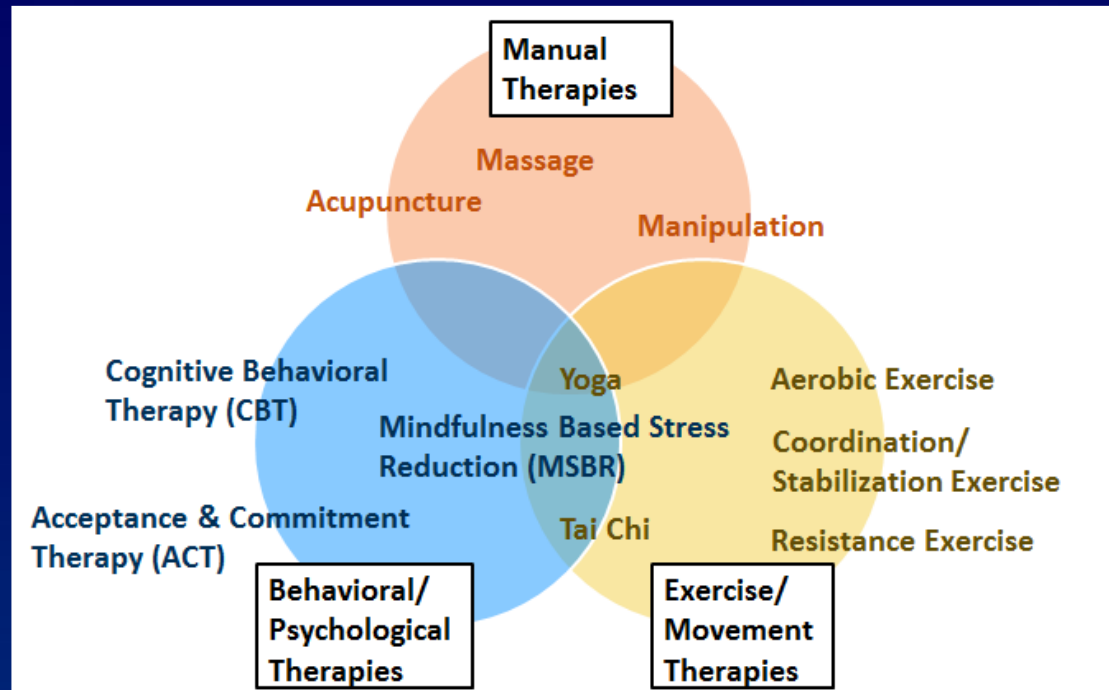 Manual
Therapies
Massage
Acupuncture
Manipulation
Cognitive Behavioral
Therapy (CBT)
Yoga
Aerobic Exercise
Mindfulness Based Stress
Reduction (MSBR)
Coordination/
Stabilization Exercise
Acceptance & Commitment
Therapy (ACT)
Tai Chi
Resistance Exercise
Behavioral/
Psychological
Therapies
Exercise/
Movement
Therapies